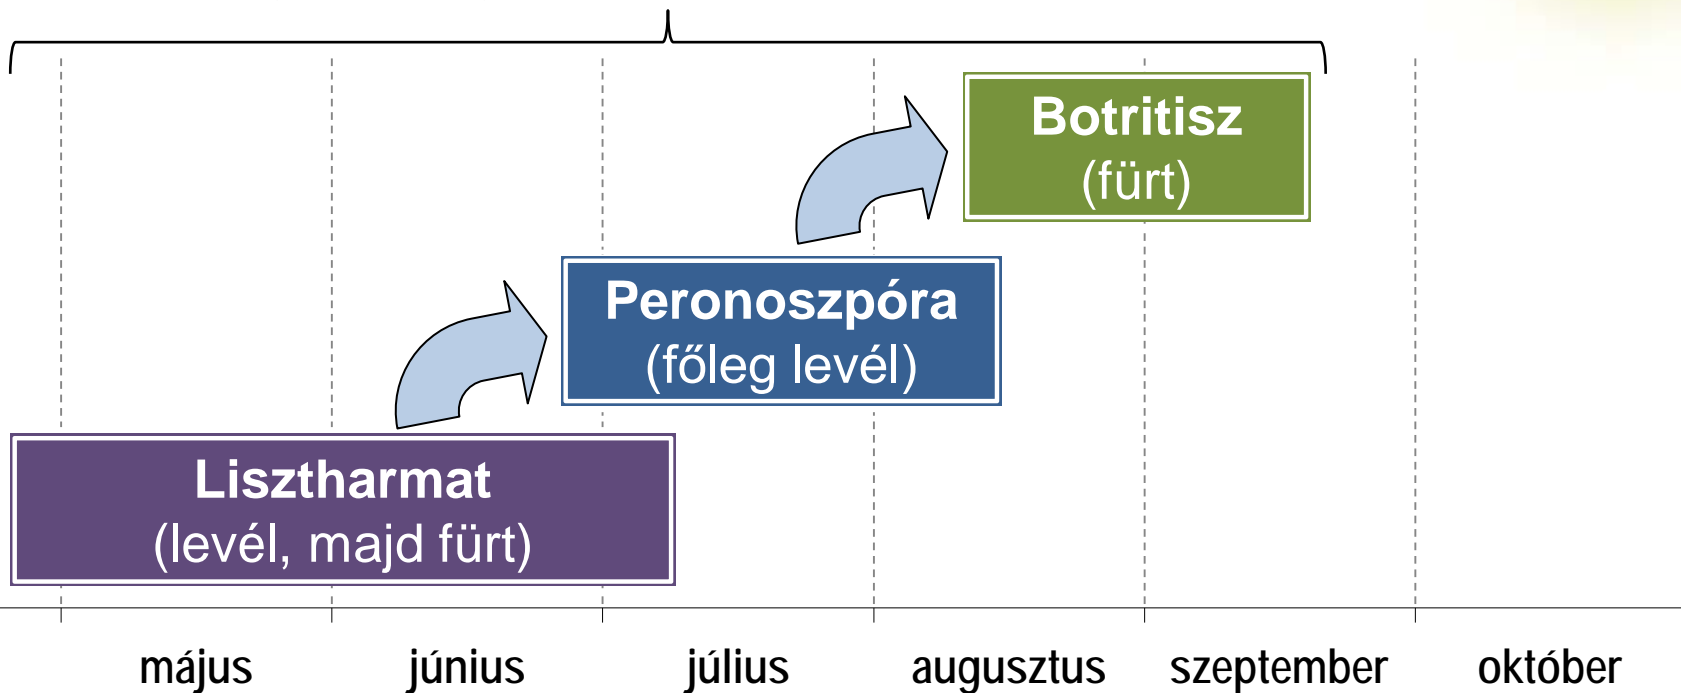 Botritisz
(fürt)
Peronoszpóra
(főleg levél)
Lisztharmat
(levél, majd fürt)
május június július augusztus szeptember október